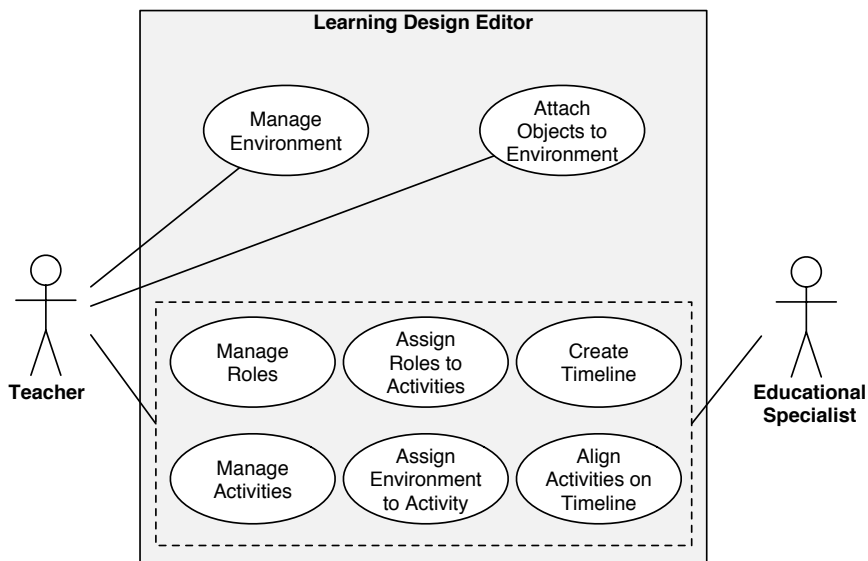 Learning Design Editor
Manage
Environment
Attach
Objects to
Environment
Teacher
Manage
Roles
Assign
Roles to
Activities
Create
Timeline
Manage
Activities
Assign
Environment
to Activity
Align
Activities on
Timeline
Educational
Specialist